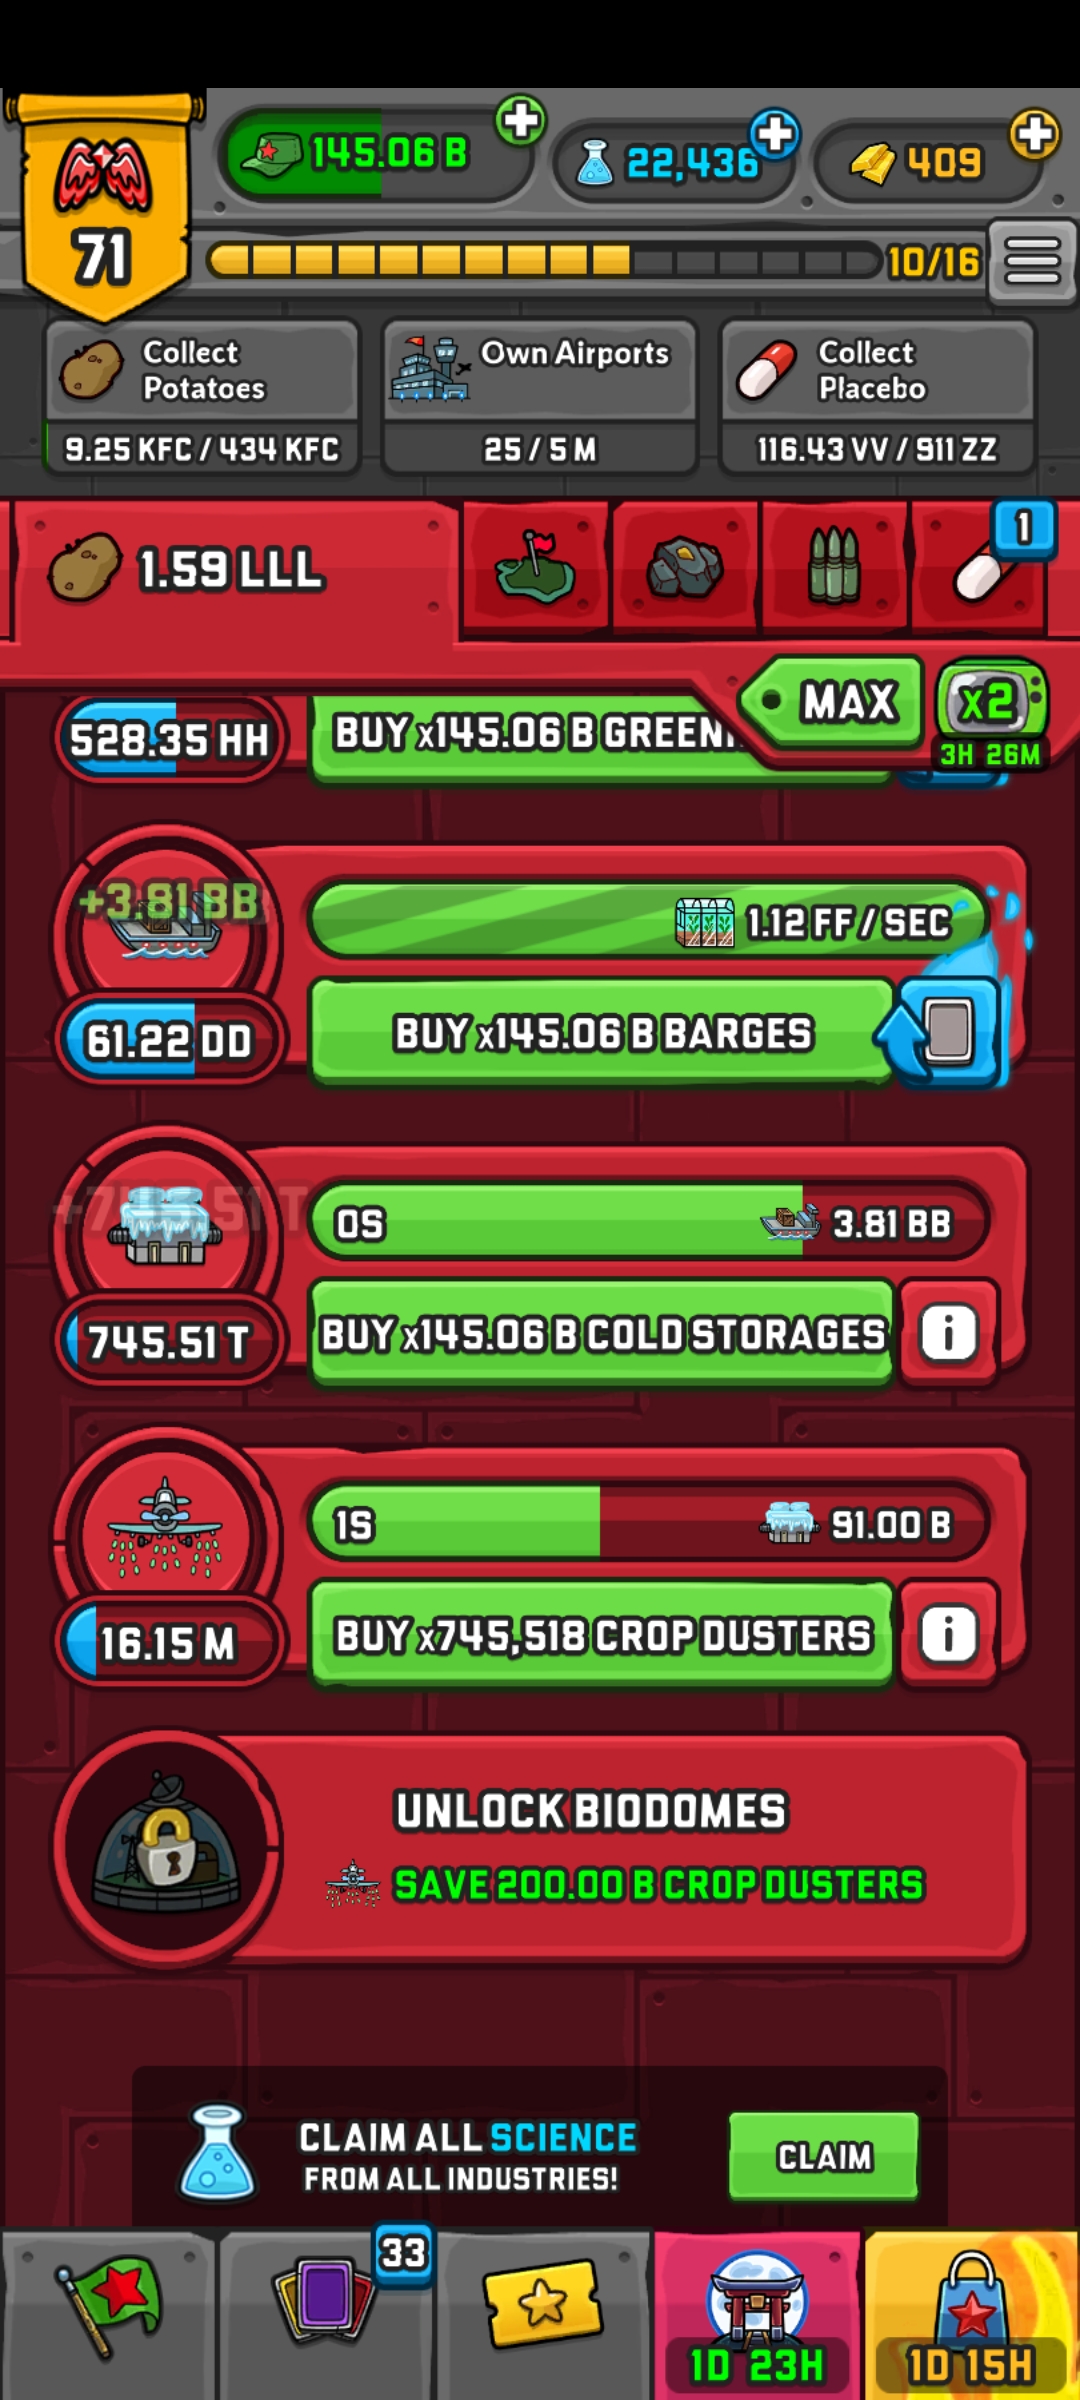 71
145.06 B
22,436
409
10/16
Collect
Potatoes
9.25 KFC / 434 KFC
Own Airports
25 / 5 M
Collect
Placebo
116.43 VV / 911 ZZ
1.59 LLL
1
MAX
x2
3H 26M
528.35 HH
BUY x145.06 B
+3.81 BB
1.12 FF / SEC
61.22 DD
BUY x145.06 B BARGES
+745.51 T
0S
3.81 BB
745.51 T
BUY x145.06 B COLD STORAGES
i
1S
91.00 B
16.15 M
BUY x745,518 CROP DUSTERS
i
UNLOCK BIODOMES
SAVE 200.00 B CROP DUSTERS
CLAIM ALL SCIENCE
FROM ALL INDUSTRIES!
CLAIM
33
1D 23H
1D 15H